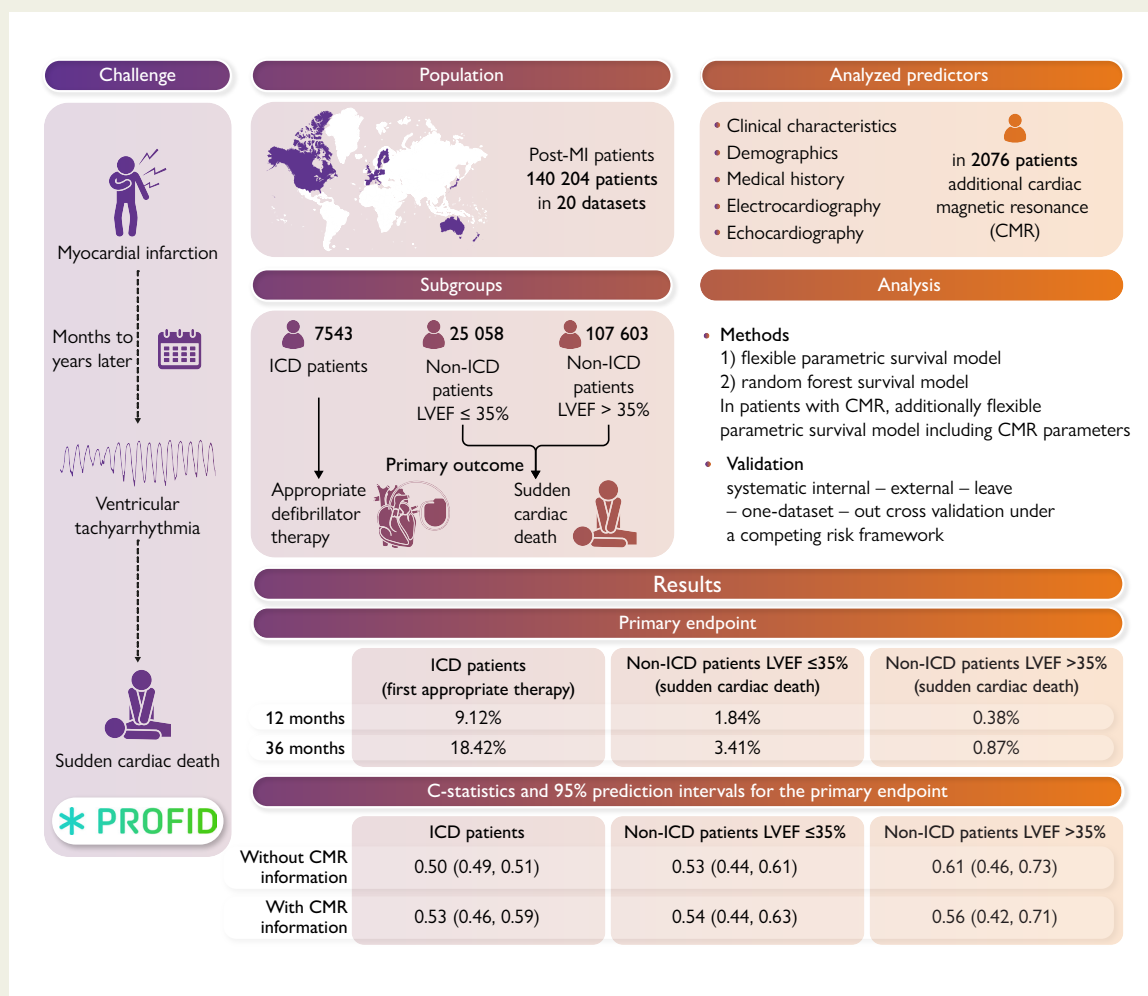 Challenge
Myocardial infarction
Months to
years later
Ventricular
tachyarrhythmia
Sudden cardiac death
PROFID
Population
Post-MI patients
140 204 patients
in 20 datasets
Analyzed predictors
• Clinical characteristics
• Demographics
• Medical history
• Electrocardiography
• Echocardiography
in 2076 patients
additional cardiac
magnetic resonance
(CMR)
Subgroups
7543
ICD patients
25 058
Non-ICD
patients
LVEF ≤ 35%
107 603
Non-ICD
patients
LVEF > 35%
Primary outcome
Appropriate
defibrillator
therapy
Sudden
cardiac
death
Analysis
• Methods
1) flexible parametric survival model
2) random forest survival model
In patients with CMR, additionally flexible
parametric survival model including CMR parameters
• Validation
systematic internal – external – leave
– one-dataset – out cross validation under
a competing risk framework
Results
Primary endpoint
ICD patients
(first appropriate therapy)
Non-ICD patients LVEF ≤35%
(sudden cardiac death)
Non-ICD patients LVEF >35%
(sudden cardiac death)
12 months 9.12% 1.84% 0.38%
36 months 18.42% 3.41% 0.87%
C-statistics and 95% prediction intervals for the primary endpoint
ICD patients Non-ICD patients LVEF ≤35% Non-ICD patients LVEF >35%
Without CMR
information
0.50 (0.49, 0.51) 0.53 (0.44, 0.61) 0.61 (0.46, 0.73)
With CMR
information
0.53 (0.46, 0.59) 0.54 (0.44, 0.63) 0.56 (0.42, 0.71)